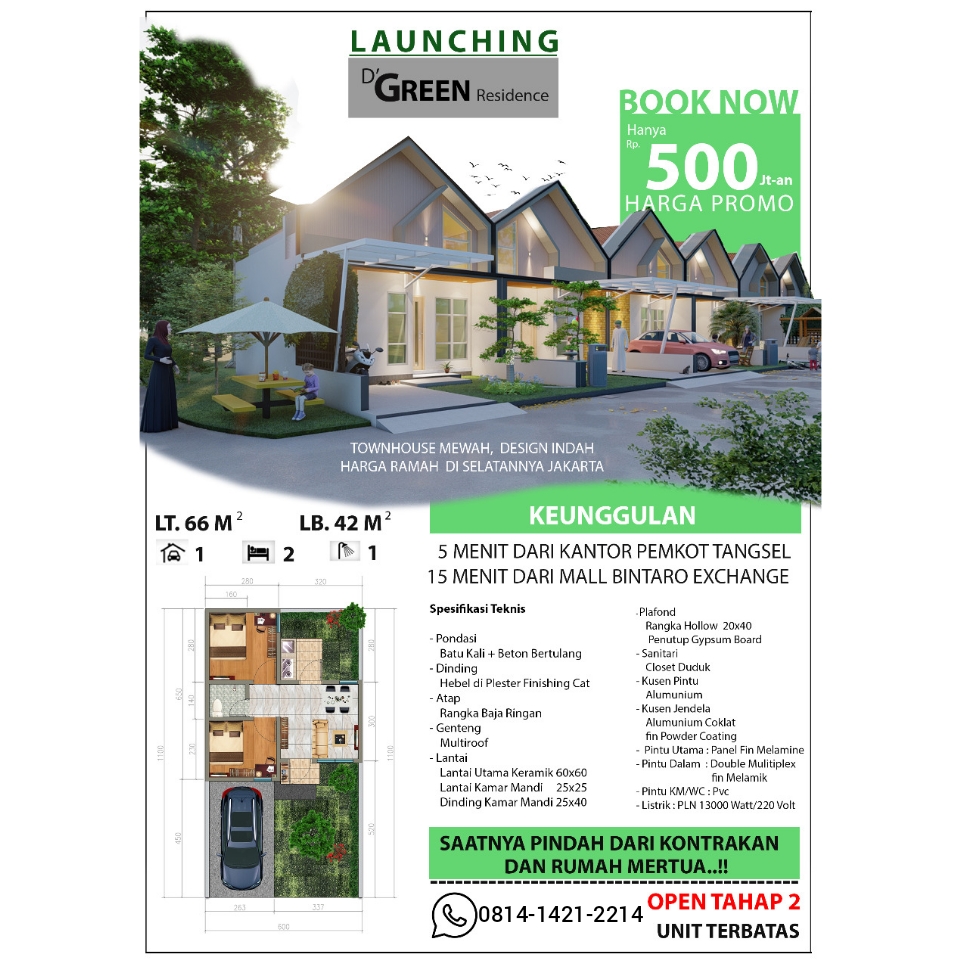 LAUNCHING
D'GREEN Residence
BOOK NOW
Hanya
Rp. 500 Jt-an
HARGA PROMO
TOWNHOUSE MEWAH, DESIGN INDAH
HARGA RAMAH DI SELATANNYA JAKARTA
LT. 66 M2
LB. 42 M2
1
2
1
280
320
160
280
650
140
270
1100
450
280
300
1100
520
263
337
600
KEUNGGULAN
5 MENIT DARI KANTOR PEMKOT TANGSEL
15 MENIT DARI MALL BINTARO EXCHANGE
Spesifikasi Teknis
- Pondasi
Batu Kali + Beton Bertulang
- Dinding
Hebel di Plester Finishing Cat
- Atap
Rangka Baja Ringan
- Genteng
Multiroof
- Lantai
Lantai Utama Keramik 60x60
Lantai Kamar Mandi 25x25
Dinding Kamar Mandi 25x40
-Plafond
Rangka Hollow 20x40
Penutup Gypsum Board
- Sanitari
Closet Duduk
- Kusen Pintu
Alumunium
- Kusen Jendela
Alumunium Coklat
fin Powder Coating
- Pintu Utama : Panel Fin Melamine
- Pintu Dalam : Double Mulitiplex
fin Melamik
- Pintu KM/WC : Pvc
- Listrik : PLN 13000 Watt/220 Volt
SAATNYA PINDAH DARI KONTRAKAN
DAN RUMAH MERTUA..!!
0814-1421-2214
OPEN TAHAP 2
UNIT TERBATAS